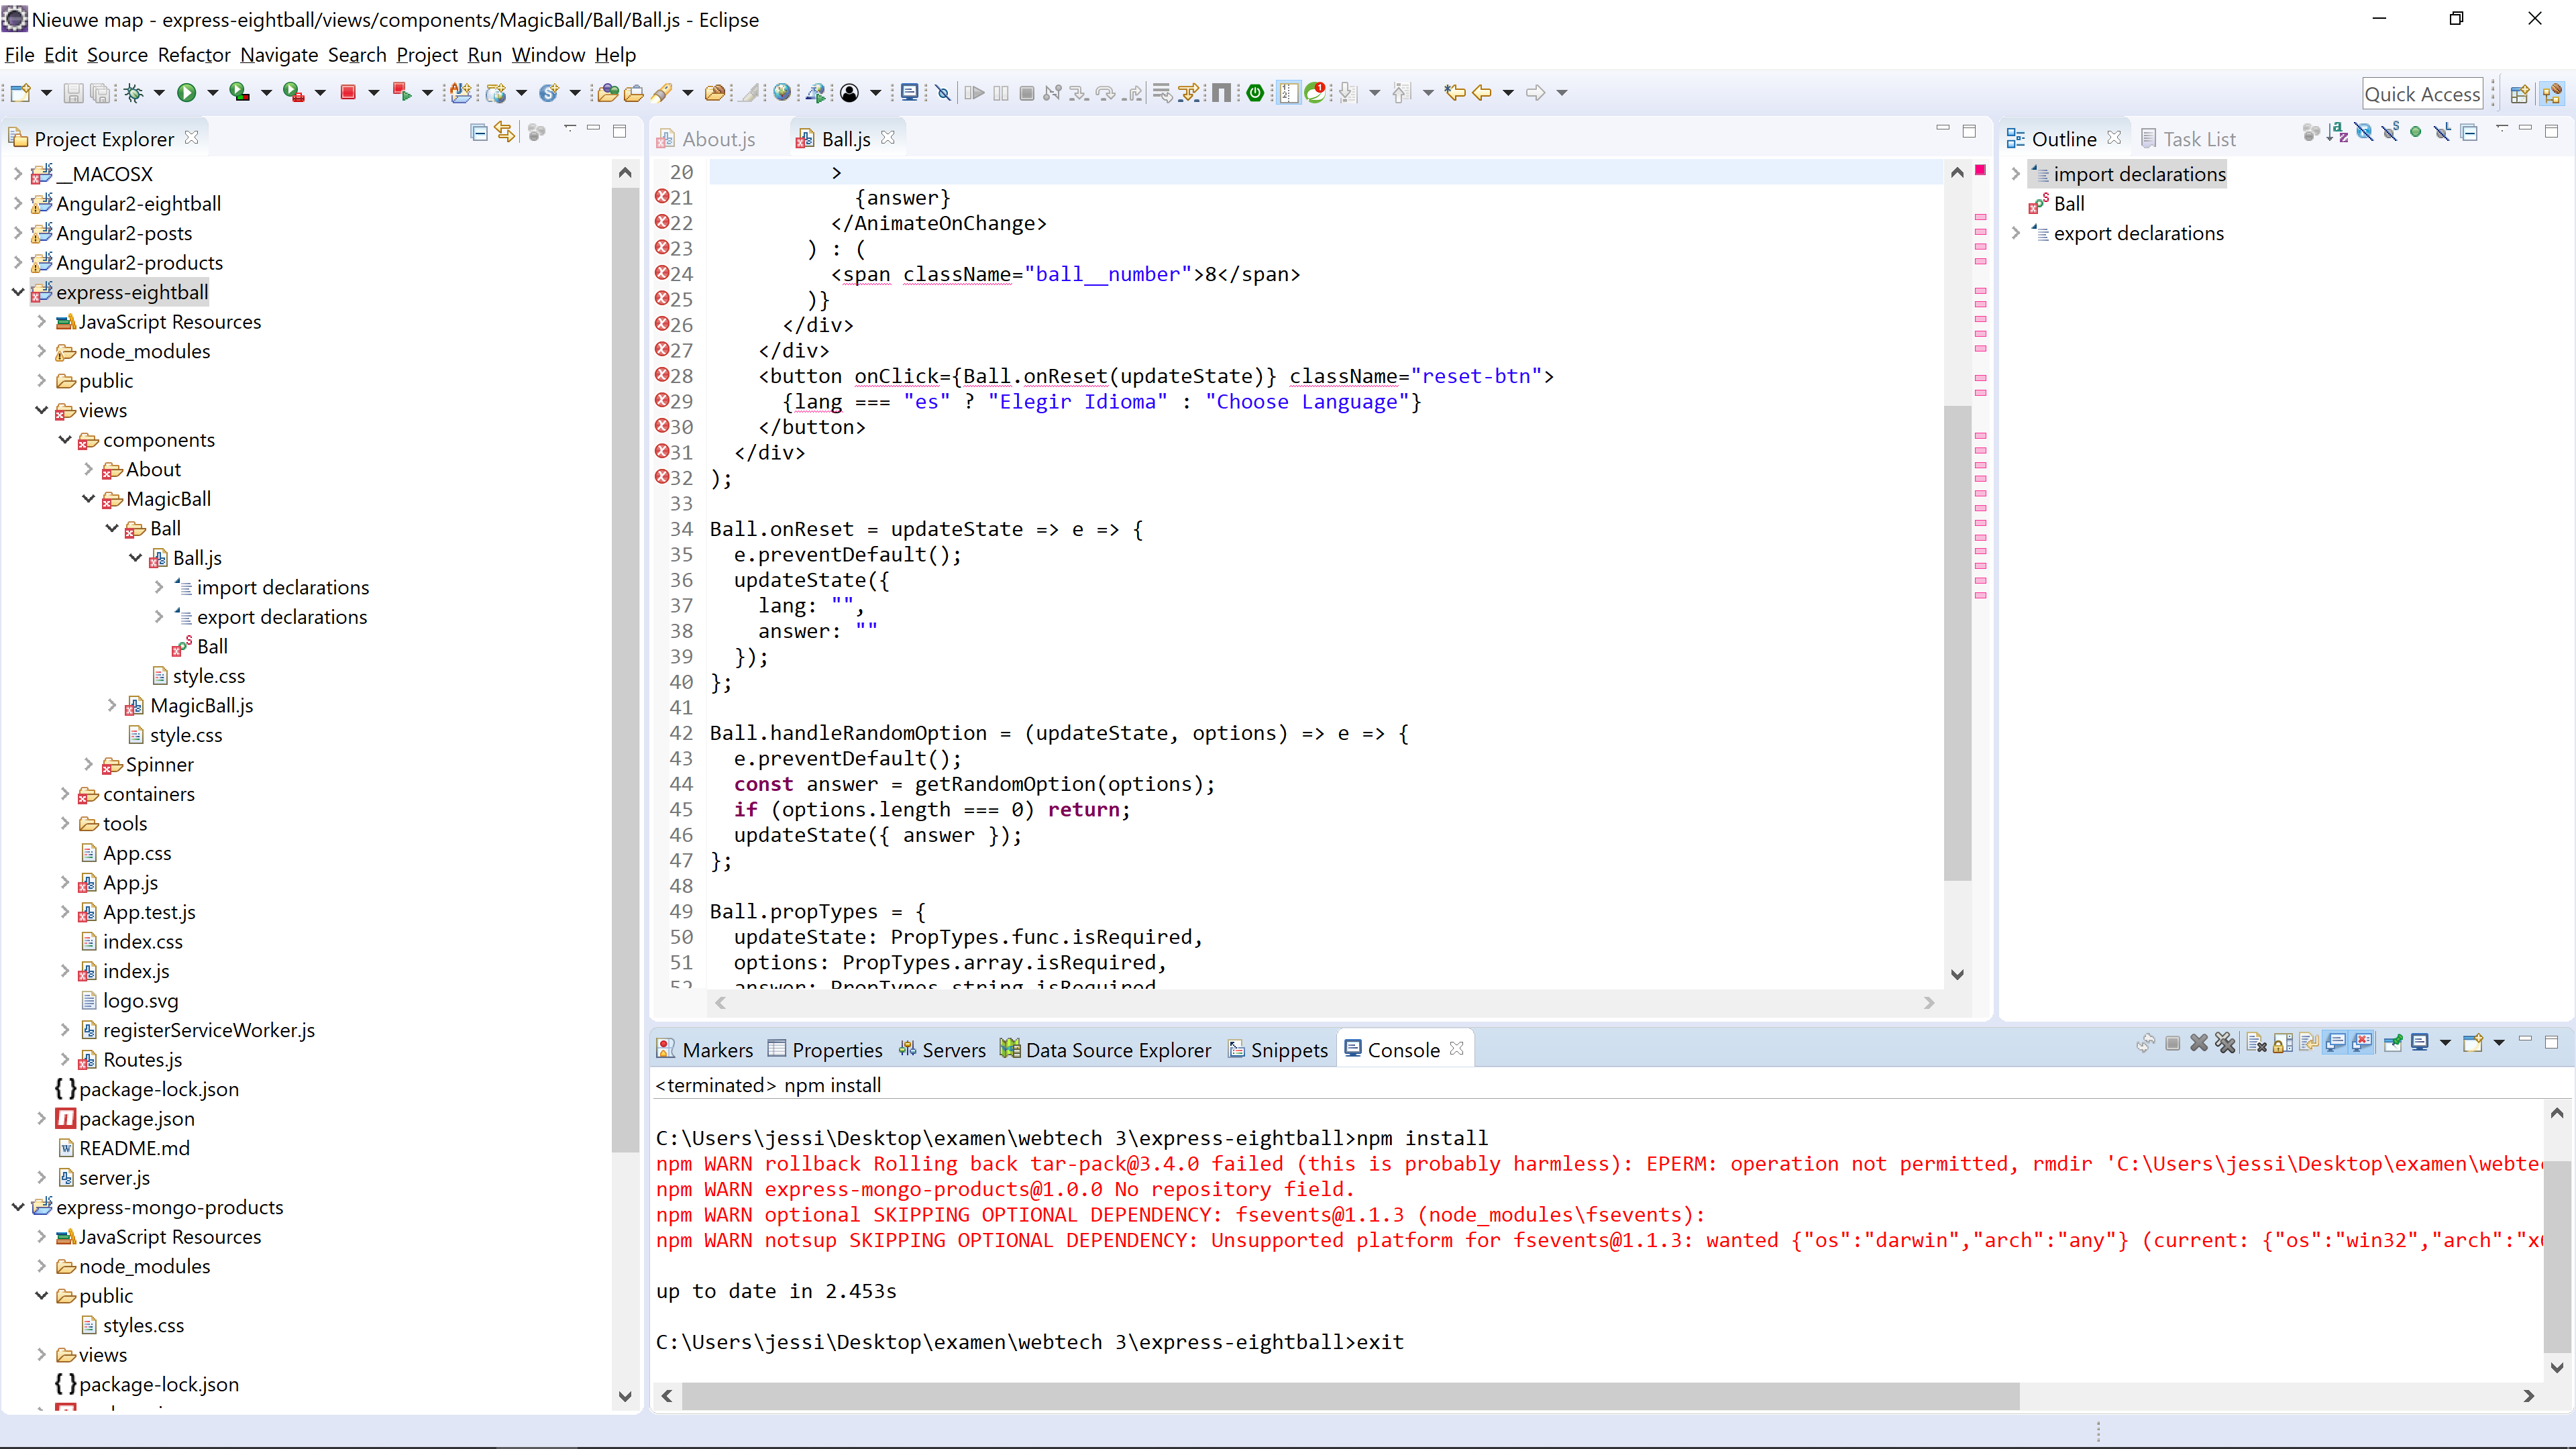 Nieuwe map - express-eightball/views/components/MagicBall/Ball/Ball.js - Eclipse
File Edit Source Refactor Navigate Search Project Run Window Help
Quick Access
Project Explorer
__MACOSX
Angular2-eightball
Angular2-posts
Angular2-products
express-eightball
JavaScript Resources
node_modules
public
views
components
About
MagicBall
Ball
Ball.js
import declarations
export declarations
Ball
style.css
MagicBall.js
style.css
Spinner
containers
tools
App.css
App.js
App.test.js
index.css
index.js
logo.svg
registerServiceWorker.js
Routes.js
package-lock.json
package.json
README.md
server.js
express-mongo-products
JavaScript Resources
node_modules
public
styles.css
views
package-lock.json
About.js Ball.js
20 >
21 {answer}
22 </AnimateOnChange>
23 ) : (
24 <span className="ball__number">8</span>
25 )}
26 </div>
27 </div>
28 <button onClick={Ball.onReset(updateState)} className="reset-btn">
29 {lang === "es" ? "Elegir Idioma" : "Choose Language"}
30 </button>
31 </div>
32 );
33
34 Ball.onReset = updateState => e => {
35 e.preventDefault();
36 updateState({
37 lang: "",
38 answer: ""
39 });
40 };
41
42 Ball.handleRandomOption = (updateState, options) => e => {
43 e.preventDefault();
44 const answer = getRandomOption(options);
45 if (options.length === 0) return;
46 updateState({ answer });
47 };
48
49 Ball.propTypes = {
50 updateState: PropTypes.func.isRequired,
51 options: PropTypes.array.isRequired,
52 answer: PropTypes.string.isRequired
Outline Task List
import declarations
Ball
export declarations
Markers Properties Servers Data Source Explorer Snippets Console
<terminated> npm install
C:\Users\jessi\Desktop\examen\webtech 3\express-eightball>npm install
npm WARN rollback Rolling back tar-pack@3.4.0 failed (this is probably harmless): EPERM: operation not permitted, rmdir 'C:\Users\jessi\Desktop\examen\webte
npm WARN express-mongo-products@1.0.0 No repository field.
npm WARN optional SKIPPING OPTIONAL DEPENDENCY: fsevents@1.1.3 (node_modules\fsevents):
npm WARN notsup SKIPPING OPTIONAL DEPENDENCY: Unsupported platform for fsevents@1.1.3: wanted {"os":"darwin","arch":"any"} (current: {"os":"win32","arch":"x
up to date in 2.453s
C:\Users\jessi\Desktop\examen\webtech 3\express-eightball>exit